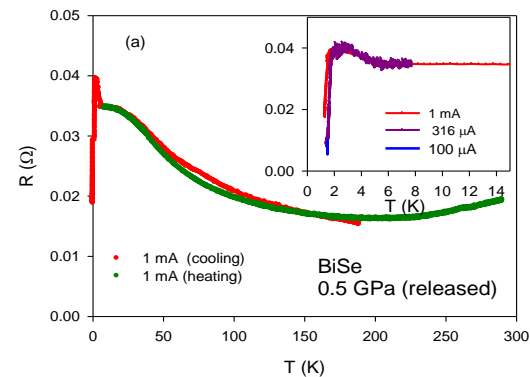 (a)
0.06
0.05
0.04
0.03
0.02
0.01
0.00
R (Ω)
0 50 100 150 200 250 300
T (K)
1 mA (cooling)
1 mA (heating)
BiSe
0.5 GPa (released)
0.04
0.02
0.00
0 2 4 6 8 10 12 14
T (K)
1 mA
316 μA
100 μA